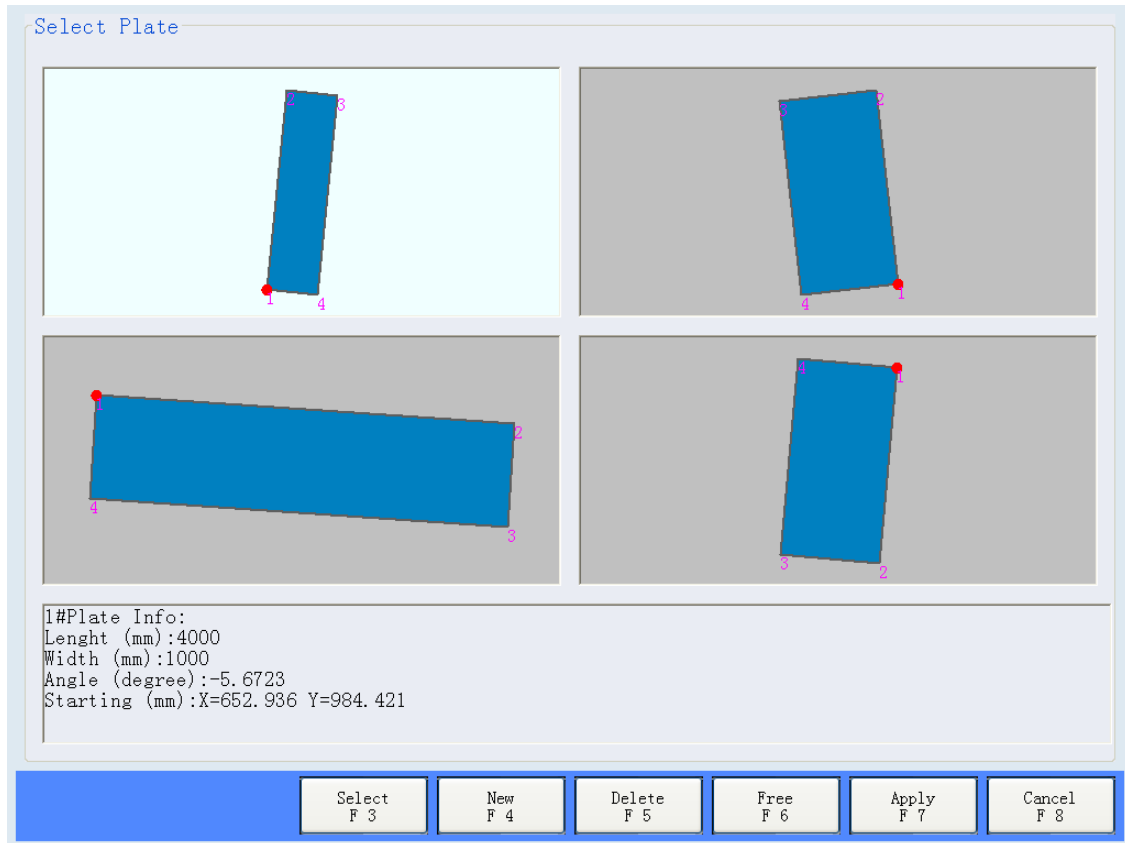 Select Plate
2
3
1
4
3
2
4
1
1
2
4
3
4
1
3
2
1#Plate Info:
Lenght (mm):4000
Width (mm):1000
Angle (degree):-5.6723
Starting (mm):X=652.936 Y=984.421
Select
F 3
New
F 4
Delete
F 5
Free
F 6
Apply
F 7
Cancel
F 8